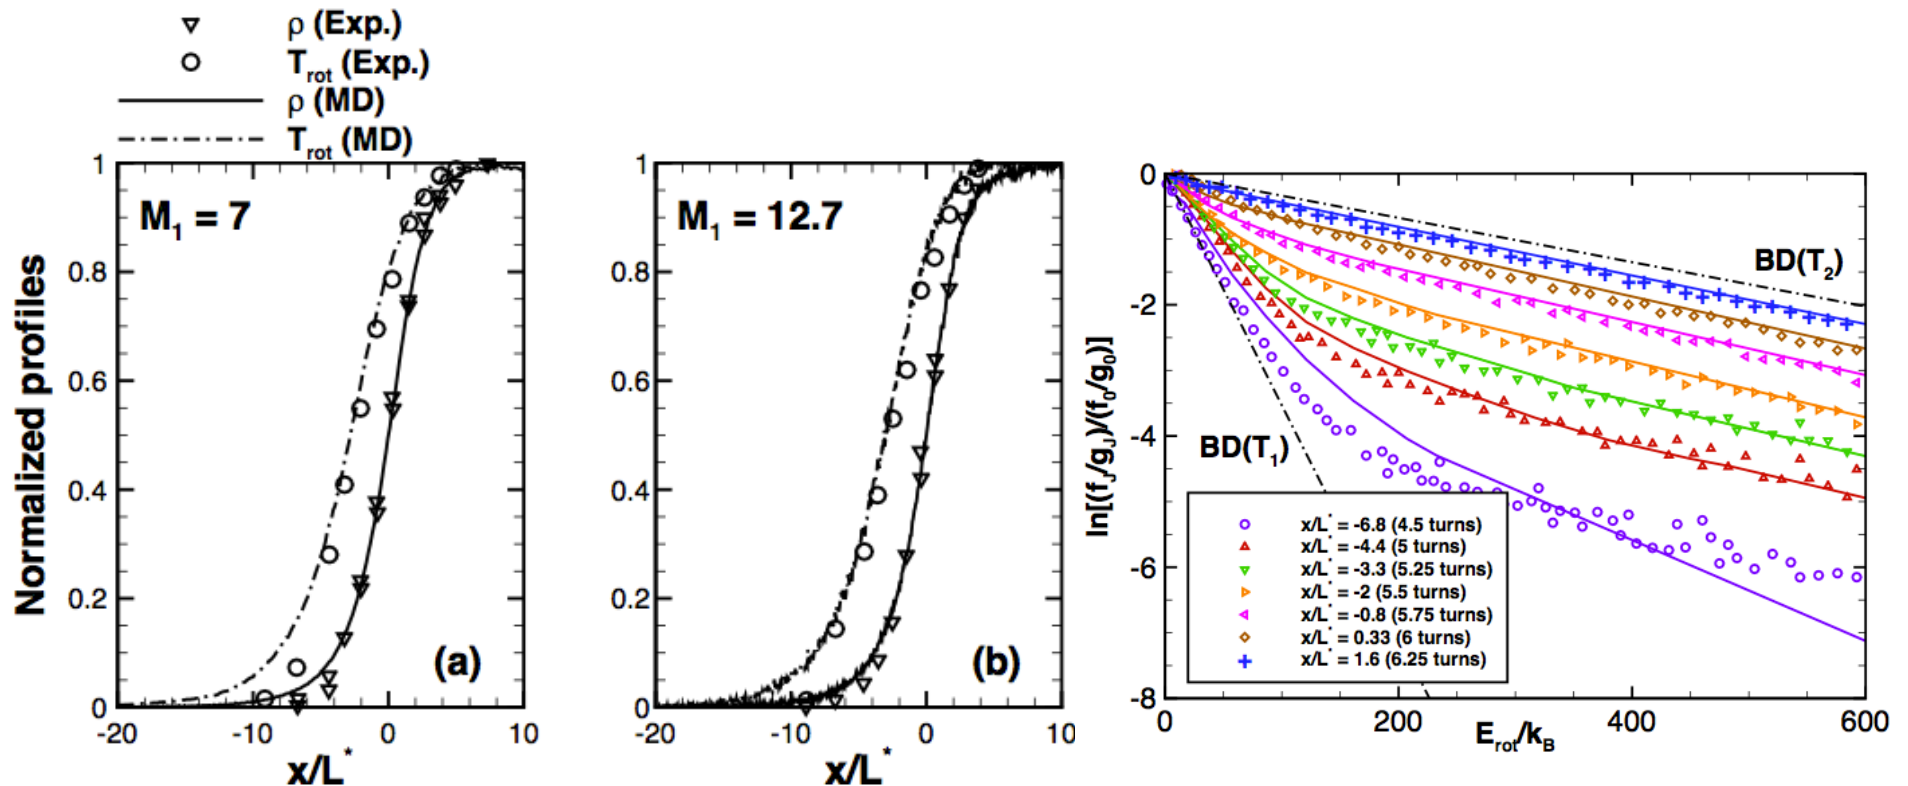 ρ (Exp.)
T_rot (Exp.)
ρ (MD)
T_rot (MD)
Normalized profiles
1
0.8
0.6
0.4
0.2
0
M_1 = 7
(a)
-20 -10 0 10
x/L*
1
0.8
0.6
0.4
0.2
0
M_1 = 12.7
(b)
-20 -10 0 10
x/L*
ln[(f_J/g_J)/(f_0/g_0)]
0
-2
-4
-6
-8
BD(T_2)
BD(T_1)
x/L* = -6.8 (4.5 turns)
x/L* = -4.4 (5 turns)
x/L* = -3.3 (5.25 turns)
x/L* = -2 (5.5 turns)
x/L* = -0.8 (5.75 turns)
x/L* = 0.33 (6 turns)
x/L* = 1.6 (6.25 turns)
0 200 400 600
E_rot/k_B